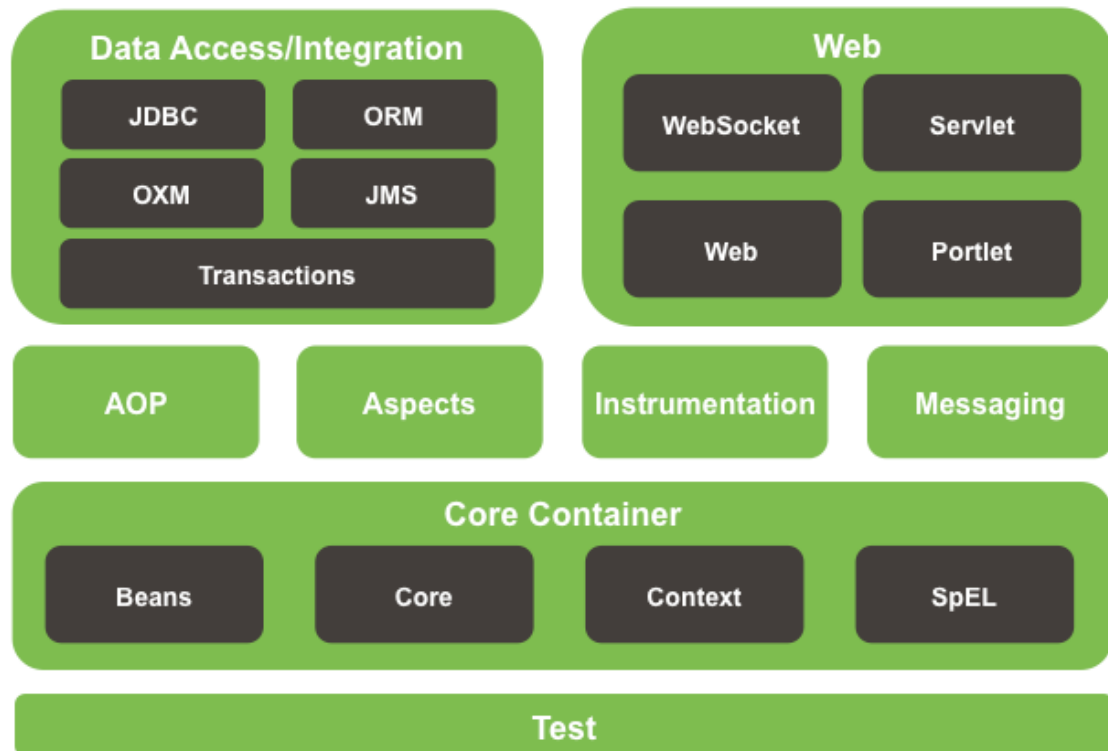 Data Access/Integration
JDBC
ORM
OXM
JMS
Transactions
Web
WebSocket
Servlet
Web
Portlet
AOP
Aspects
Instrumentation
Messaging
Core Container
Beans
Core
Context
SpEL
Test